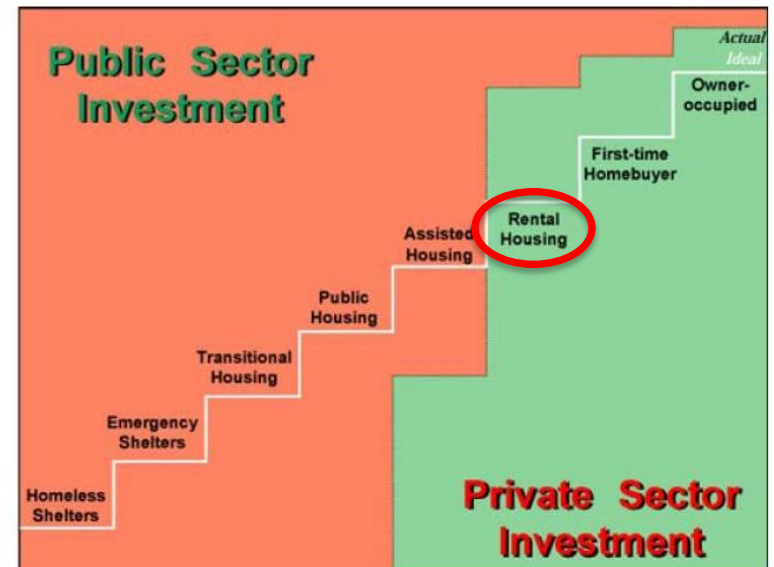 Public Sector
Investment
Actual
Ideal
Owner-
occupied
First-time
Homebuyer
Rental
Housing
Assisted
Housing
Public
Housing
Transitional
Housing
Emergency
Shelters
Homeless
Shelters
Private Sector
Investment